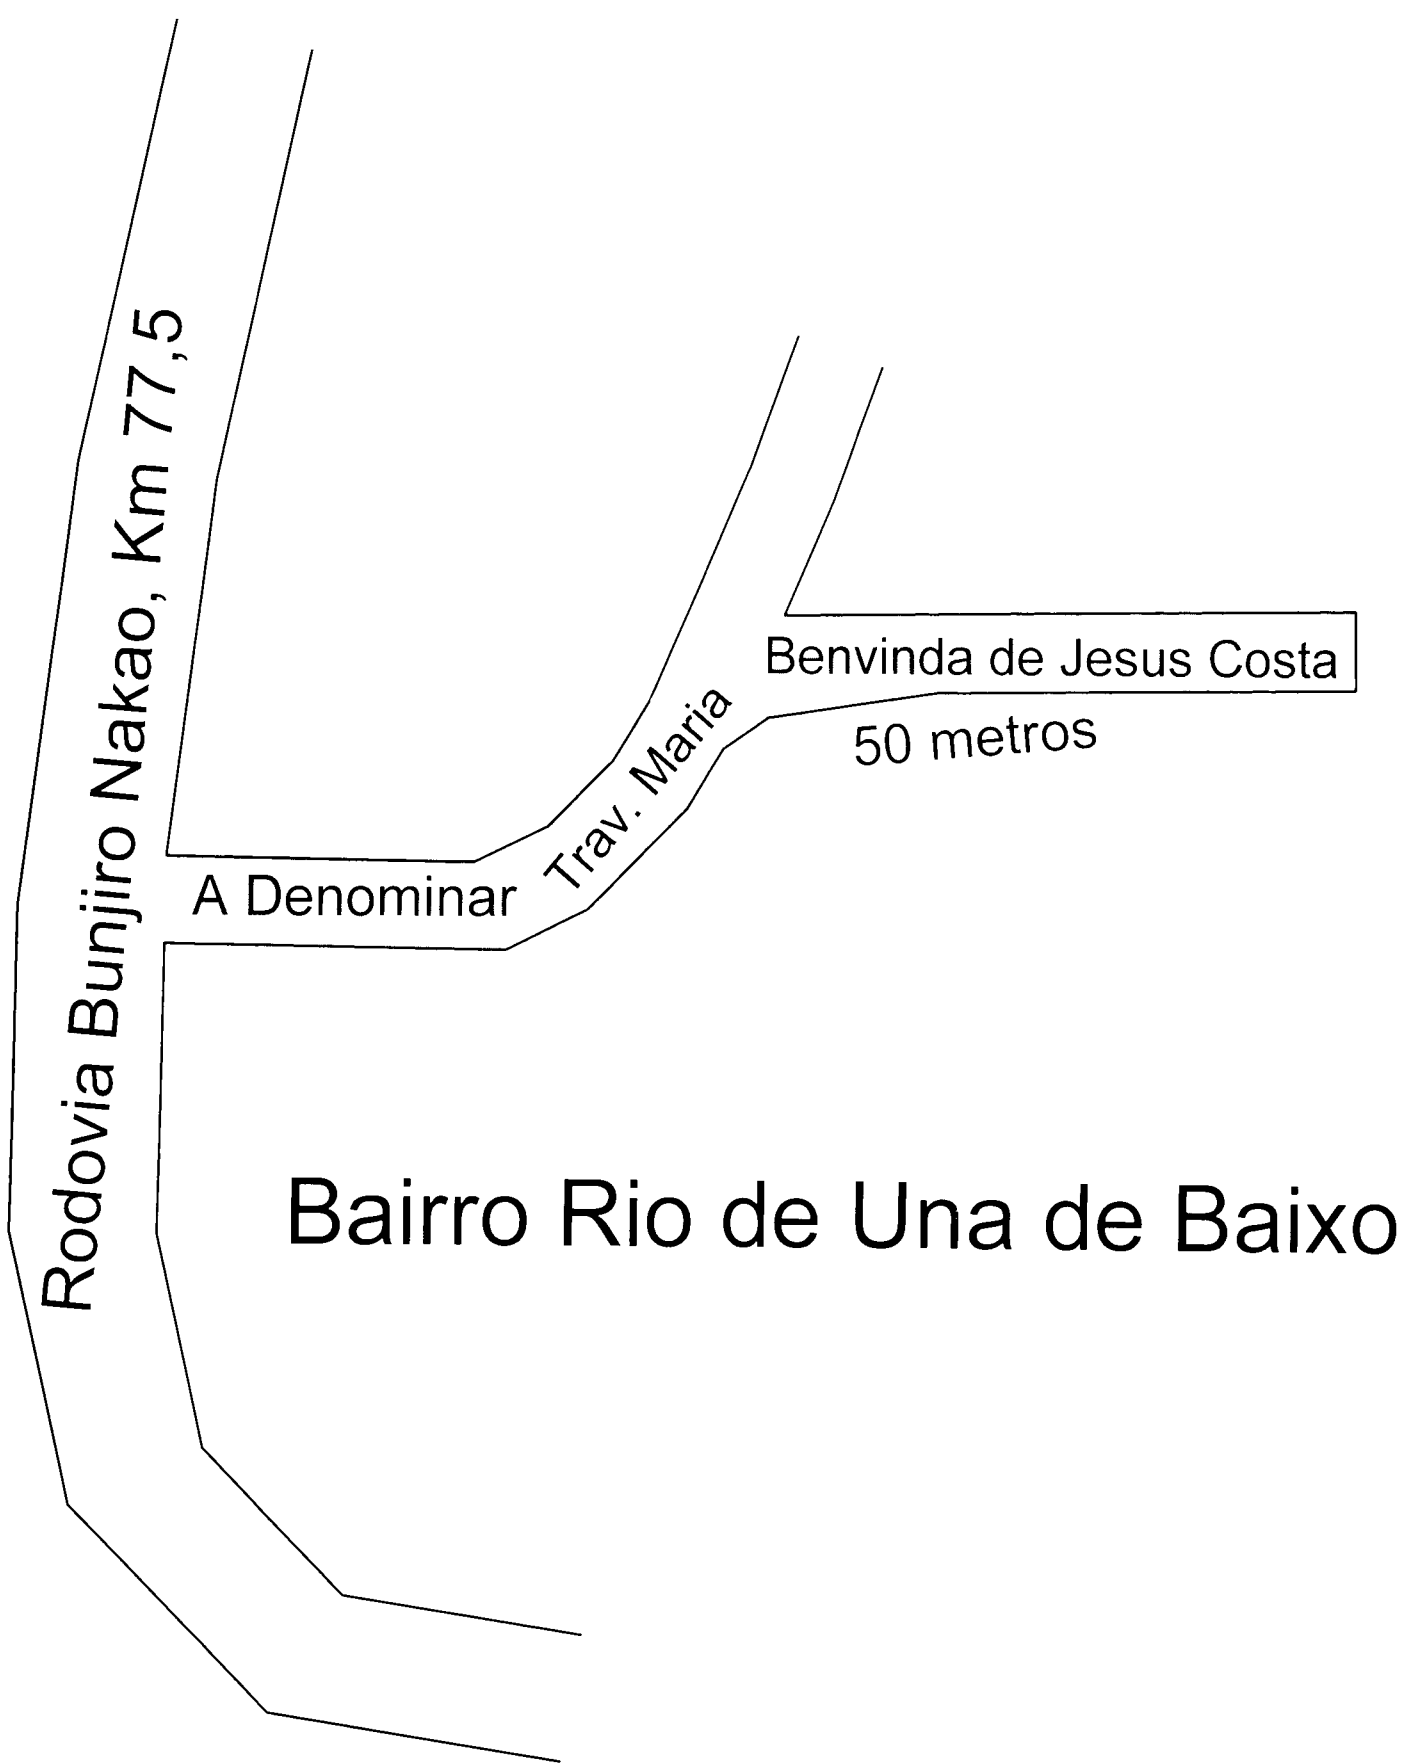 Rodovia Bunjiro Nakao, Km 77,5
A Denominar
Trav. Maria
Benvinda de Jesus Costa
50 metros
Bairro Rio de Una de Baixo